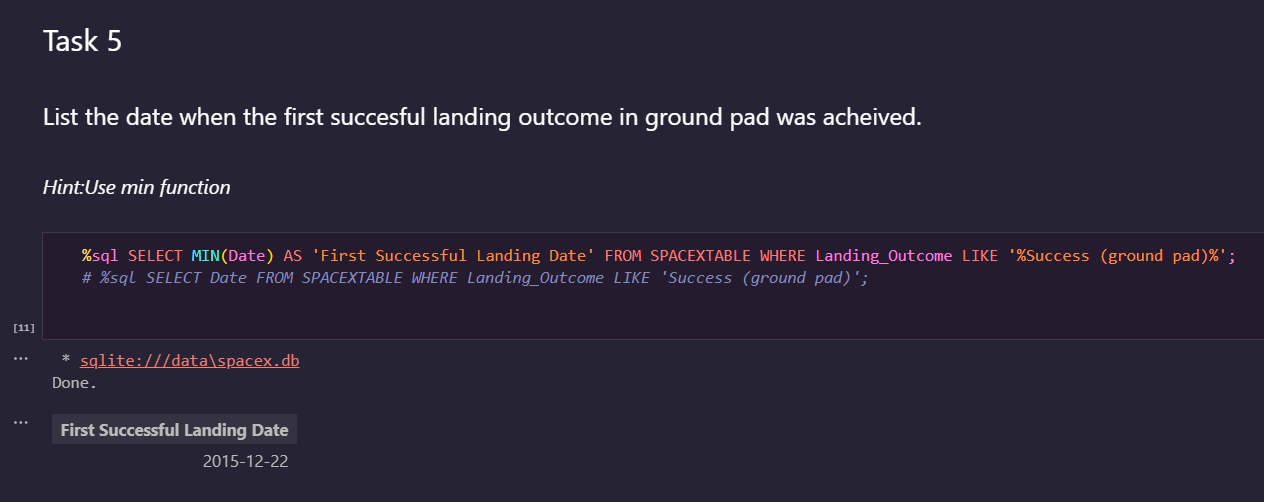 Task 5
List the date when the first succesful landing outcome in ground pad was acheived.
Hint:Use min function
%sql SELECT MIN(Date) AS 'First Successful Landing Date' FROM SPACEXTABLE WHERE Landing_Outcome LIKE '%Success (ground pad)%';
# %sql SELECT Date FROM SPACEXTABLE WHERE Landing_Outcome LIKE 'Success (ground pad)';
[11]
... * sqlite:///data\spacex.db
Done.
... First Successful Landing Date
2015-12-22